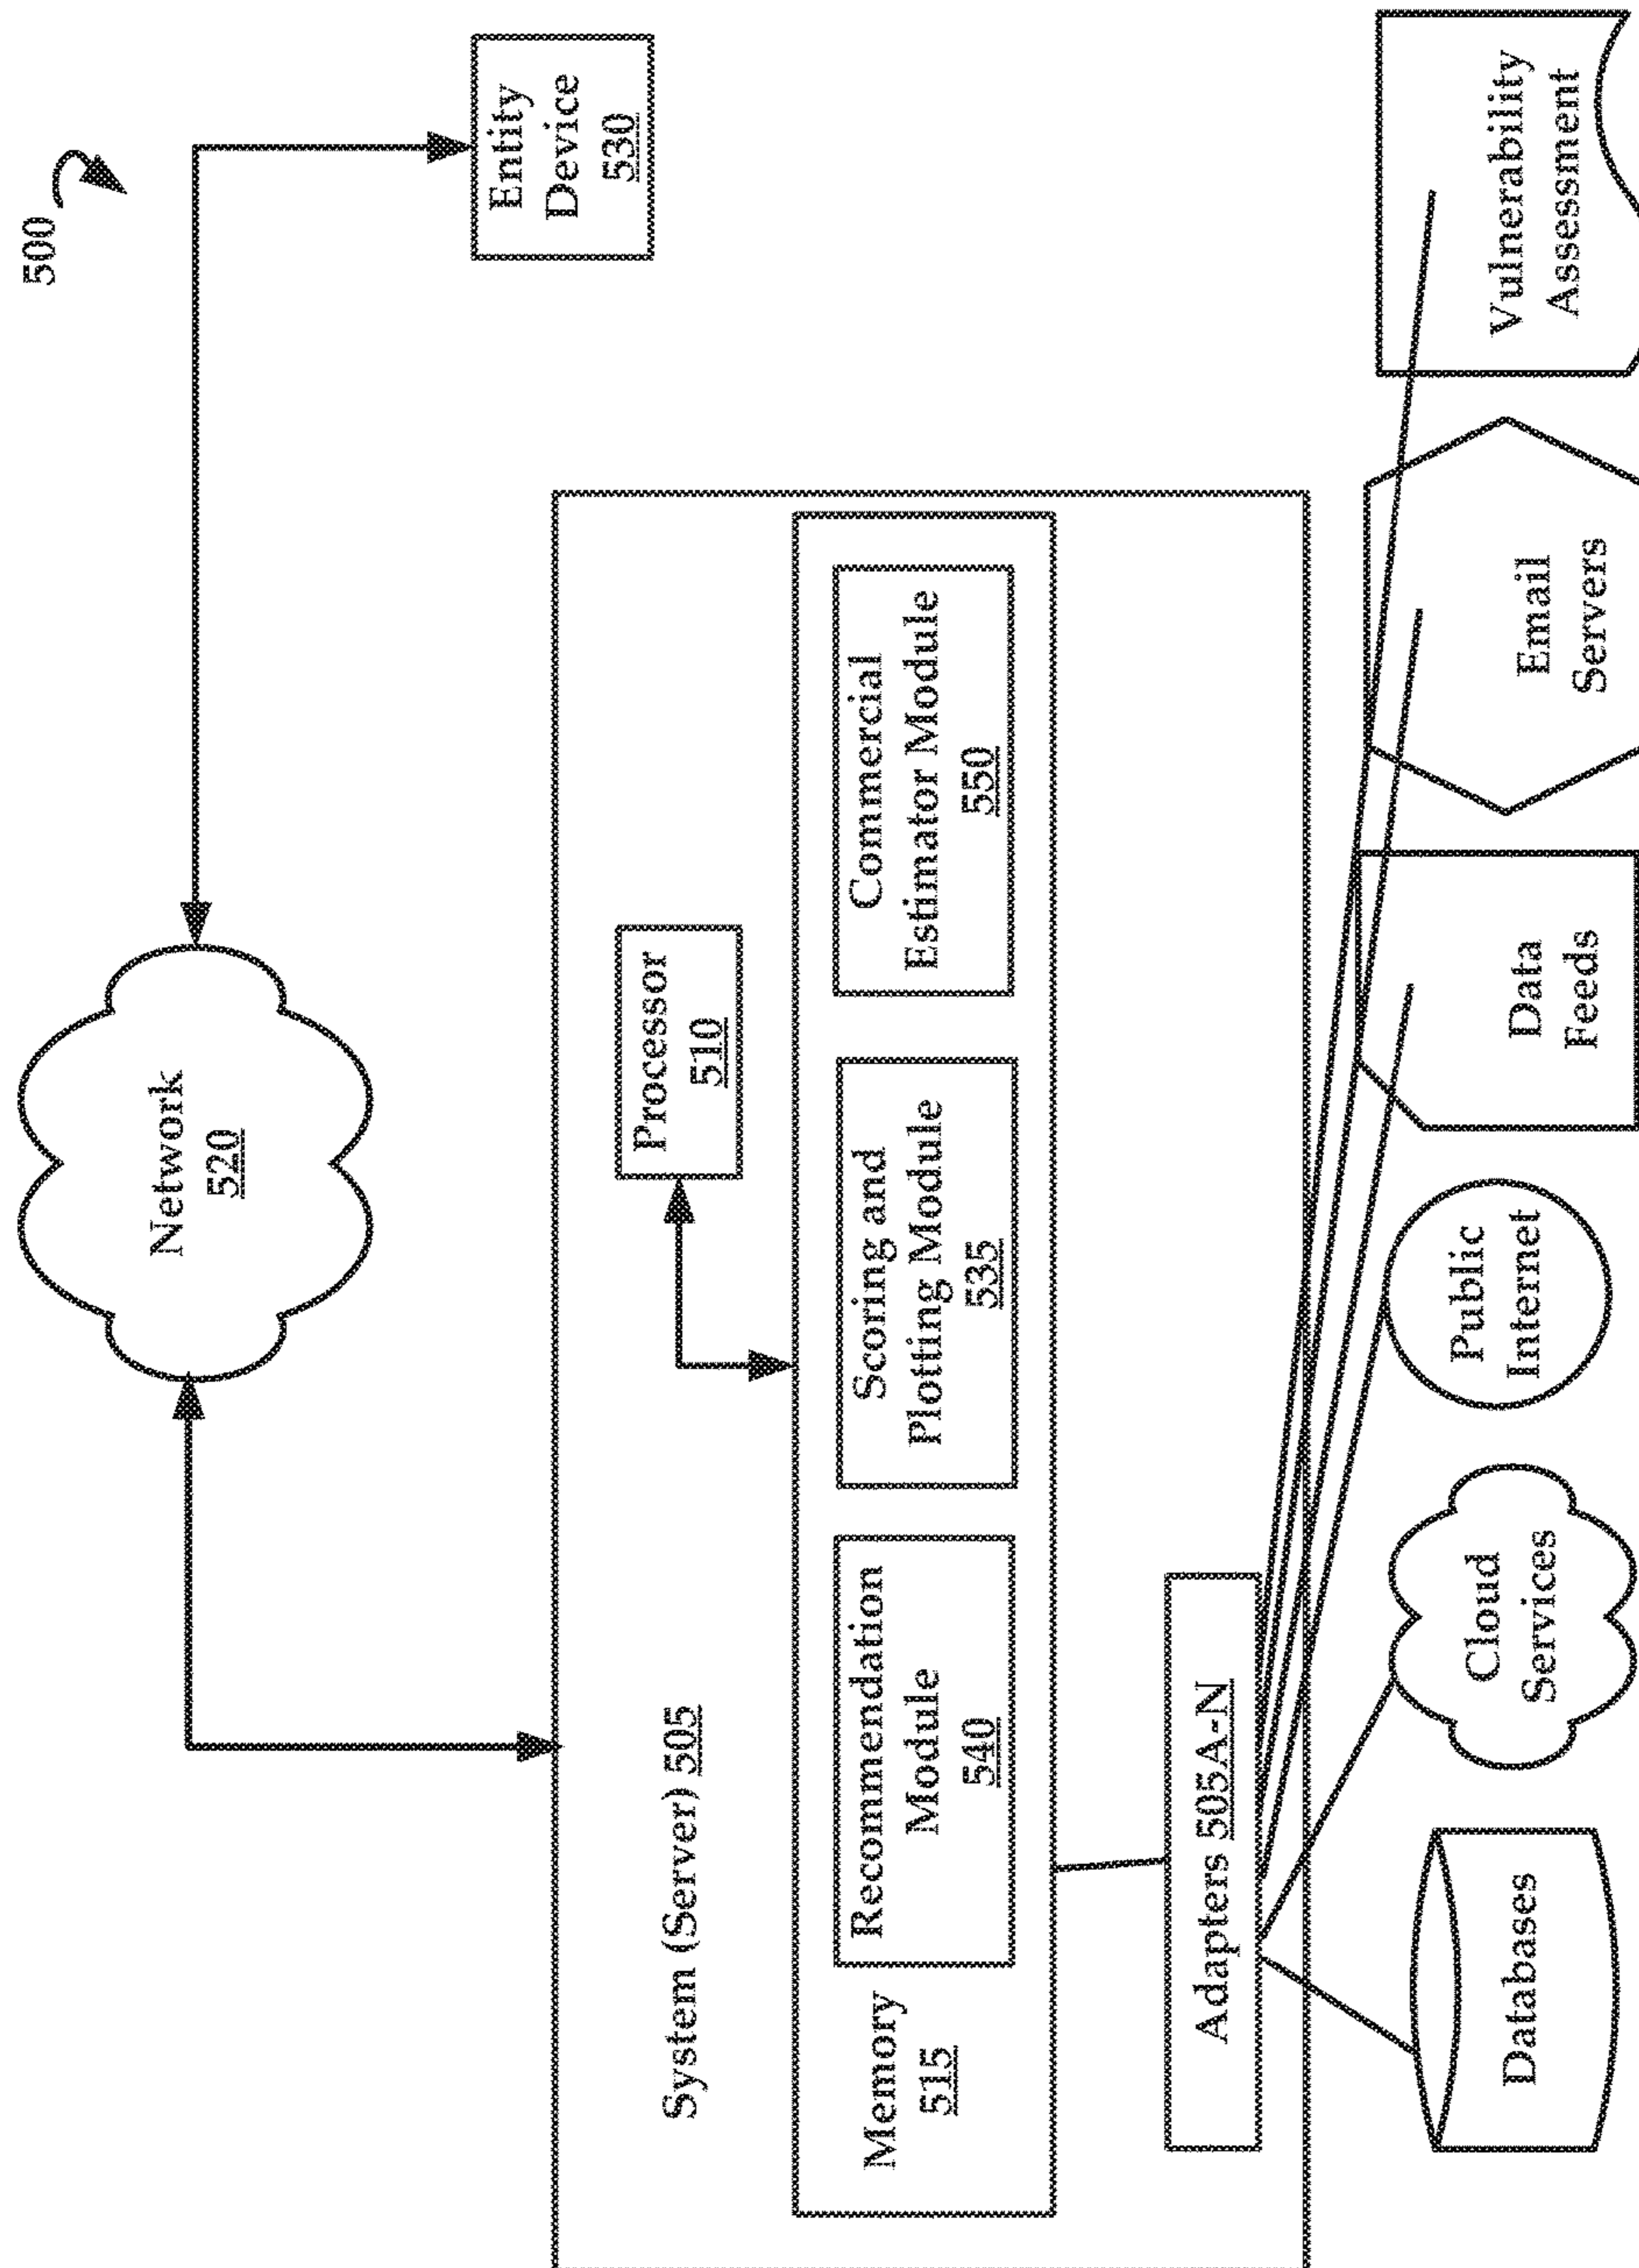 500
Network
520
Entity
Device
530
System (Server) 505
Processor
510
Memory
515
Recommendation
Module
540
Scoring and
Plotting Module
535
Commercial
Estimator Module
550
Adapters 505A-N
Databases
Cloud
Services
Public
Internet
Data
Feeds
Email
Servers
Vulnerability
Assessment